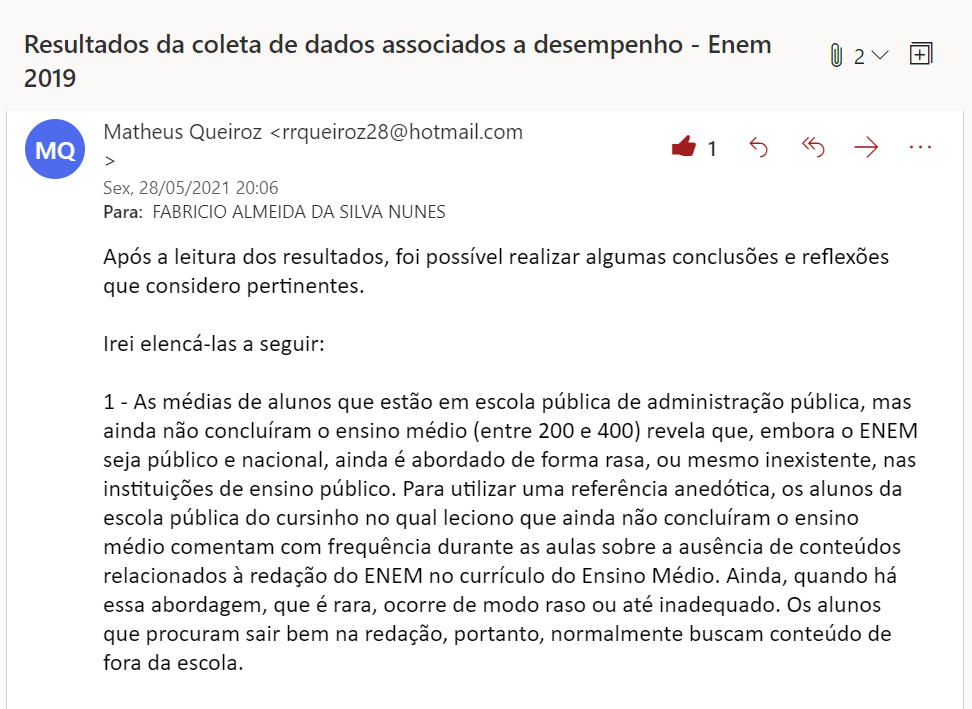 Resultados da coleta de dados associados a desempenho - Enem
2019
2
MQ
Matheus Queiroz <rrqueiroz28@hotmail.com
>
1
Sex, 28/05/2021 20:06
Para: FABRICIO ALMEIDA DA SILVA NUNES
Após a leitura dos resultados, foi possível realizar algumas conclusões e reflexões
que considero pertinentes.
Irei elencá-las a seguir:
1 - As médias de alunos que estão em escola pública de administração pública, mas
ainda não concluíram o ensino médio (entre 200 e 400) revela que, embora o ENEM
seja público e nacional, ainda é abordado de forma rasa, ou mesmo inexistente, nas
instituições de ensino público. Para utilizar uma referência anedótica, os alunos da
escola pública do cursinho no qual leciono que ainda não concluíram o ensino
médio comentam com frequência durante as aulas sobre a ausência de conteúdos
relacionados à redação do ENEM no currículo do Ensino Médio. Ainda, quando há
essa abordagem, que é rara, ocorre de modo raso ou até inadequado. Os alunos
que procuram sair bem na redação, portanto, normalmente buscam conteúdo de
fora da escola.